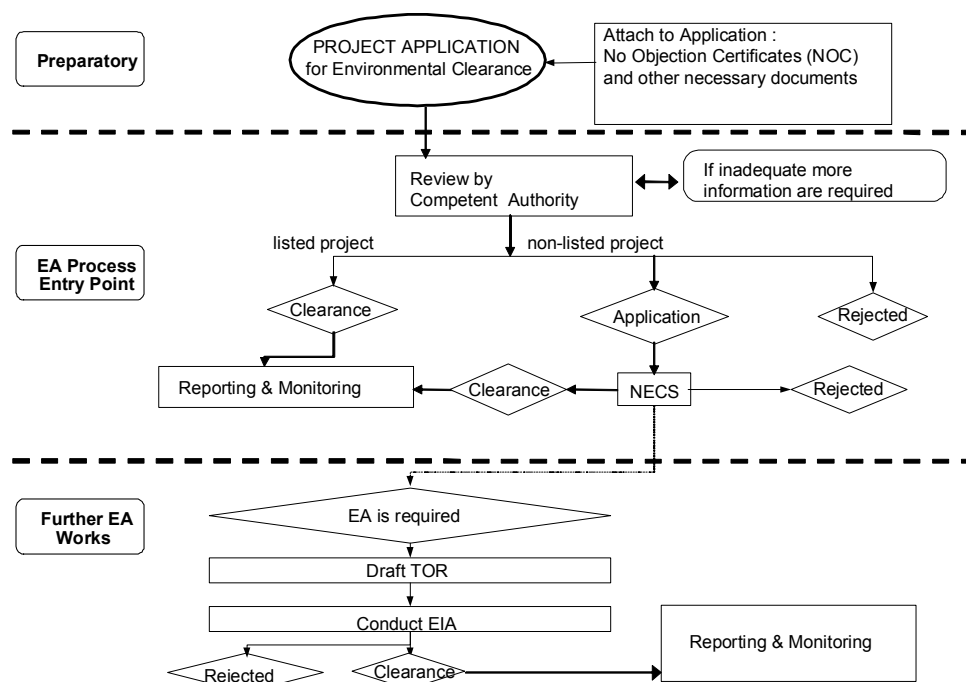 Preparatory
PROJECT APPLICATION
for Environmental Clearance
Attach to Application :
No Objection Certificates (NOC)
and other necessary documents
Review by
Competent Authority
If inadequate more
information are required
listed project
non-listed project
EA Process
Entry Point
Clearance
Application
Rejected
Reporting & Monitoring
Clearance
NECS
Rejected
Further EA
Works
EA is required
Draft TOR
Conduct EIA
Rejected
Clearance
Reporting & Monitoring